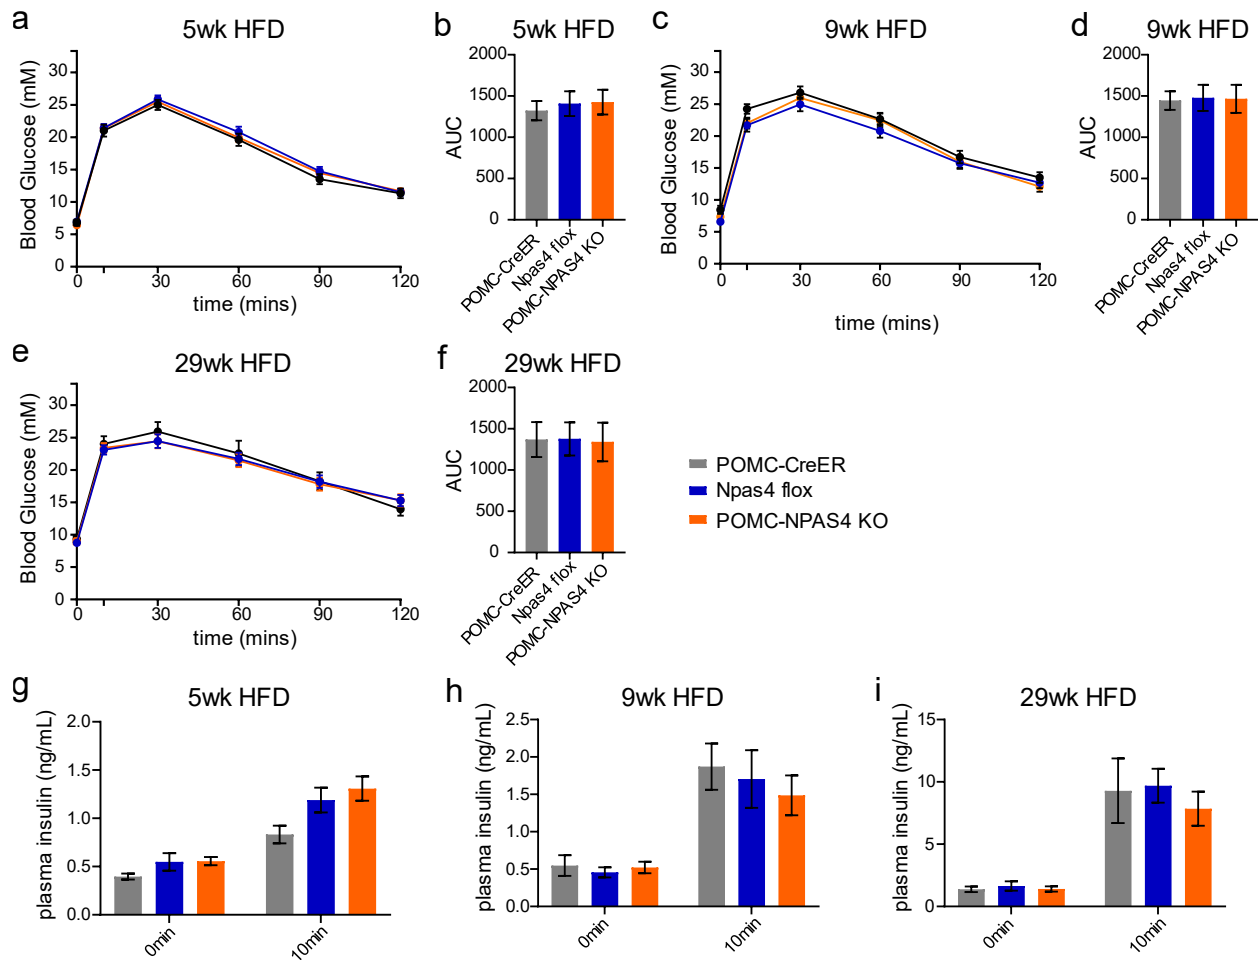 a
5wk HFD
Blood Glucose (mM)
30
25
20
15
10
5
0
0
30
60
90
120
time (mins)
b
5wk HFD
AUC
2000
1500
1000
500
0
POMC-CreER
Npas4 flox
POMC-NPAS4 KO
c
9wk HFD
Blood Glucose (mM)
30
25
20
15
10
5
0
0
30
60
90
120
time (mins)
d
9wk HFD
AUC
2000
1500
1000
500
0
POMC-CreER
Npas4 flox
POMC-NPAS4 KO
e
29wk HFD
Blood Glucose (mM)
30
25
20
15
10
5
0
0
30
60
90
120
time (mins)
f
29wk HFD
AUC
2000
1500
1000
500
0
POMC-CreER
Npas4 flox
POMC-NPAS4 KO
POMC-CreER
Npas4 flox
POMC-NPAS4 KO
g
5wk HFD
plasma insulin (ng/mL)
2.0
1.5
1.0
0.5
0.0
0min
10min
h
9wk HFD
plasma insulin (ng/mL)
2.5
2.0
1.5
1.0
0.5
0.0
0min
10min
i
29wk HFD
plasma insulin (ng/mL)
15
10
5
0
0min
10min